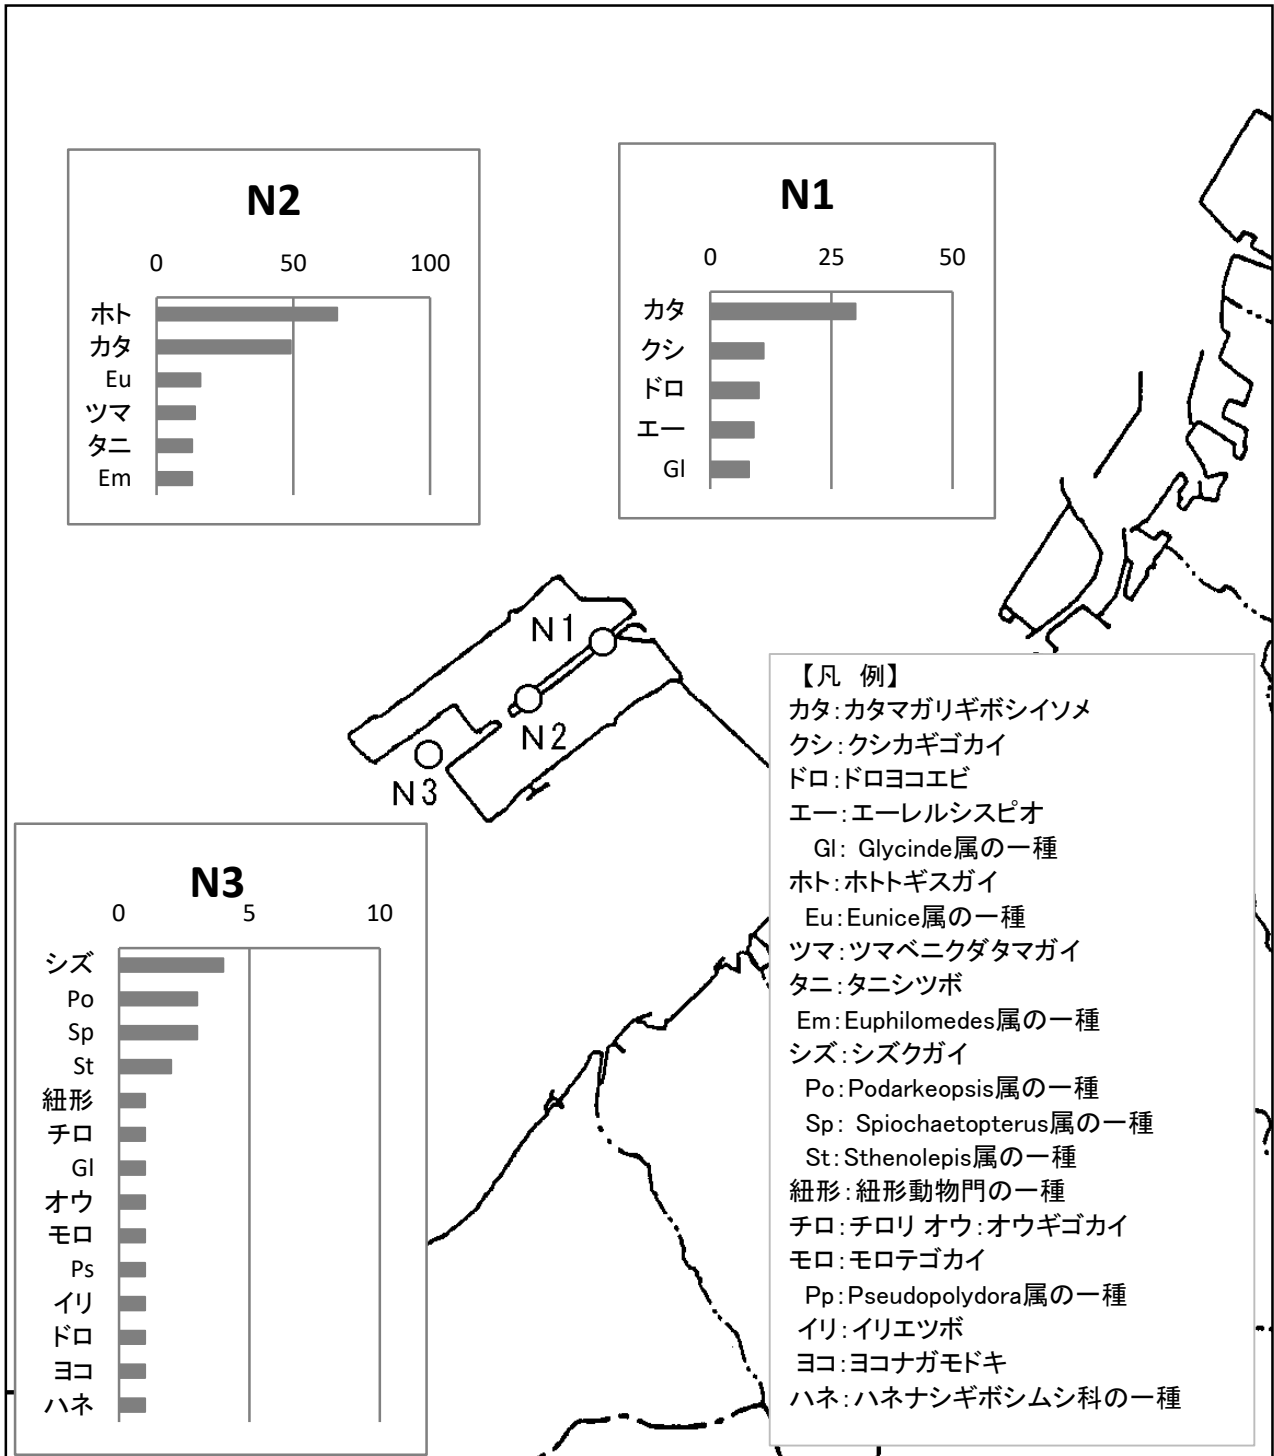 N2
0 50 100
ホト
カタ
Eu
ツマ
タニ
Em
N1
0 25 50
カタ
クシ
ドロ
エー
Gl
N1
N2
N3
N3
0 5 10
シズ
Po
Sp
St
紐形
チロ
Gl
オウ
モロ
Ps
イリ
ドロ
ヨコ
ハネ
【凡 例】
カタ:カタマガリギボシイソメ
クシ:クシカギゴカイ
ドロ:ドロヨコエビ
エー:エーレルシスピオ
Gl: Glycinde属の一種
ホト:ホトトギスガイ
Eu:Eunice属の一種
ツマ:ツマベニクダタマガイ
タニ:タニシツボ
Em:Euphilomedes属の一種
シズ:シズクガイ
Po:Podarkeopsis属の一種
Sp: Spiochaetopterus属の一種
St:Sthenolepis属の一種
紐形:紐形動物門の一種
チロ:チロリ オウ:オウギゴカイ
モロ:モロテゴカイ
Pp:Pseudopolydora属の一種
イリ:イリエツボ
ヨコ:ヨコナガモドキ
ハネ:ハネナシギボシムシ科の一種